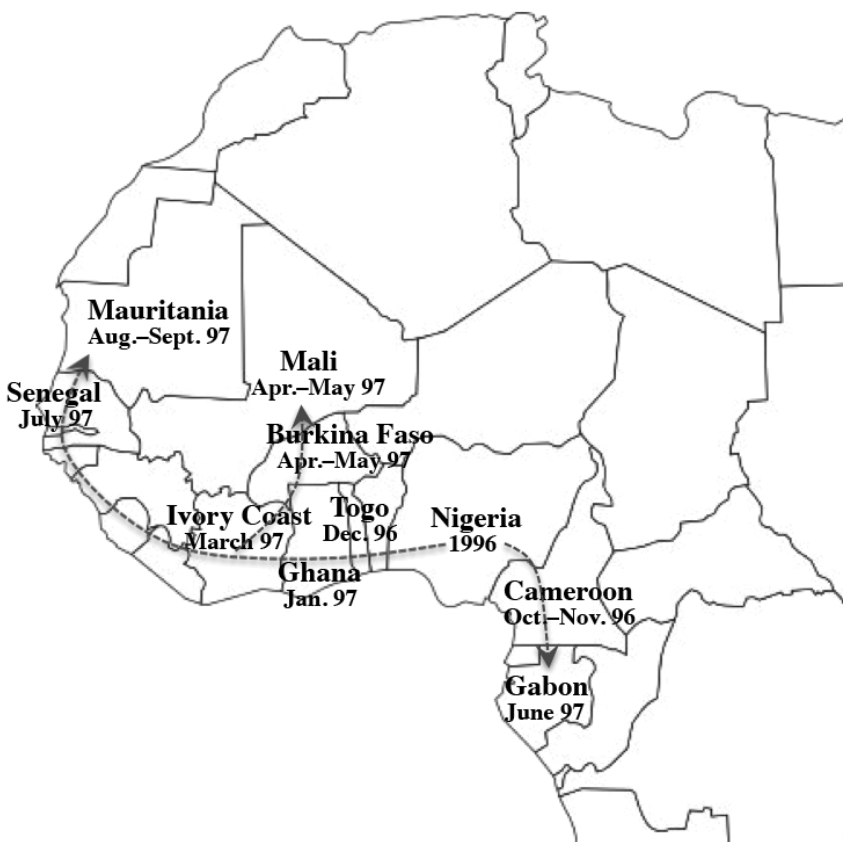 Mauritania
Aug.–Sept. 97
Mali
Apr.–May 97
Senegal
July 97
Burkina Faso
Apr.–May 97
Ivory Coast
March 97
Togo
Dec. 96
Nigeria
1996
Ghana
Jan. 97
Cameroon
Oct.–Nov. 96
Gabon
June 97